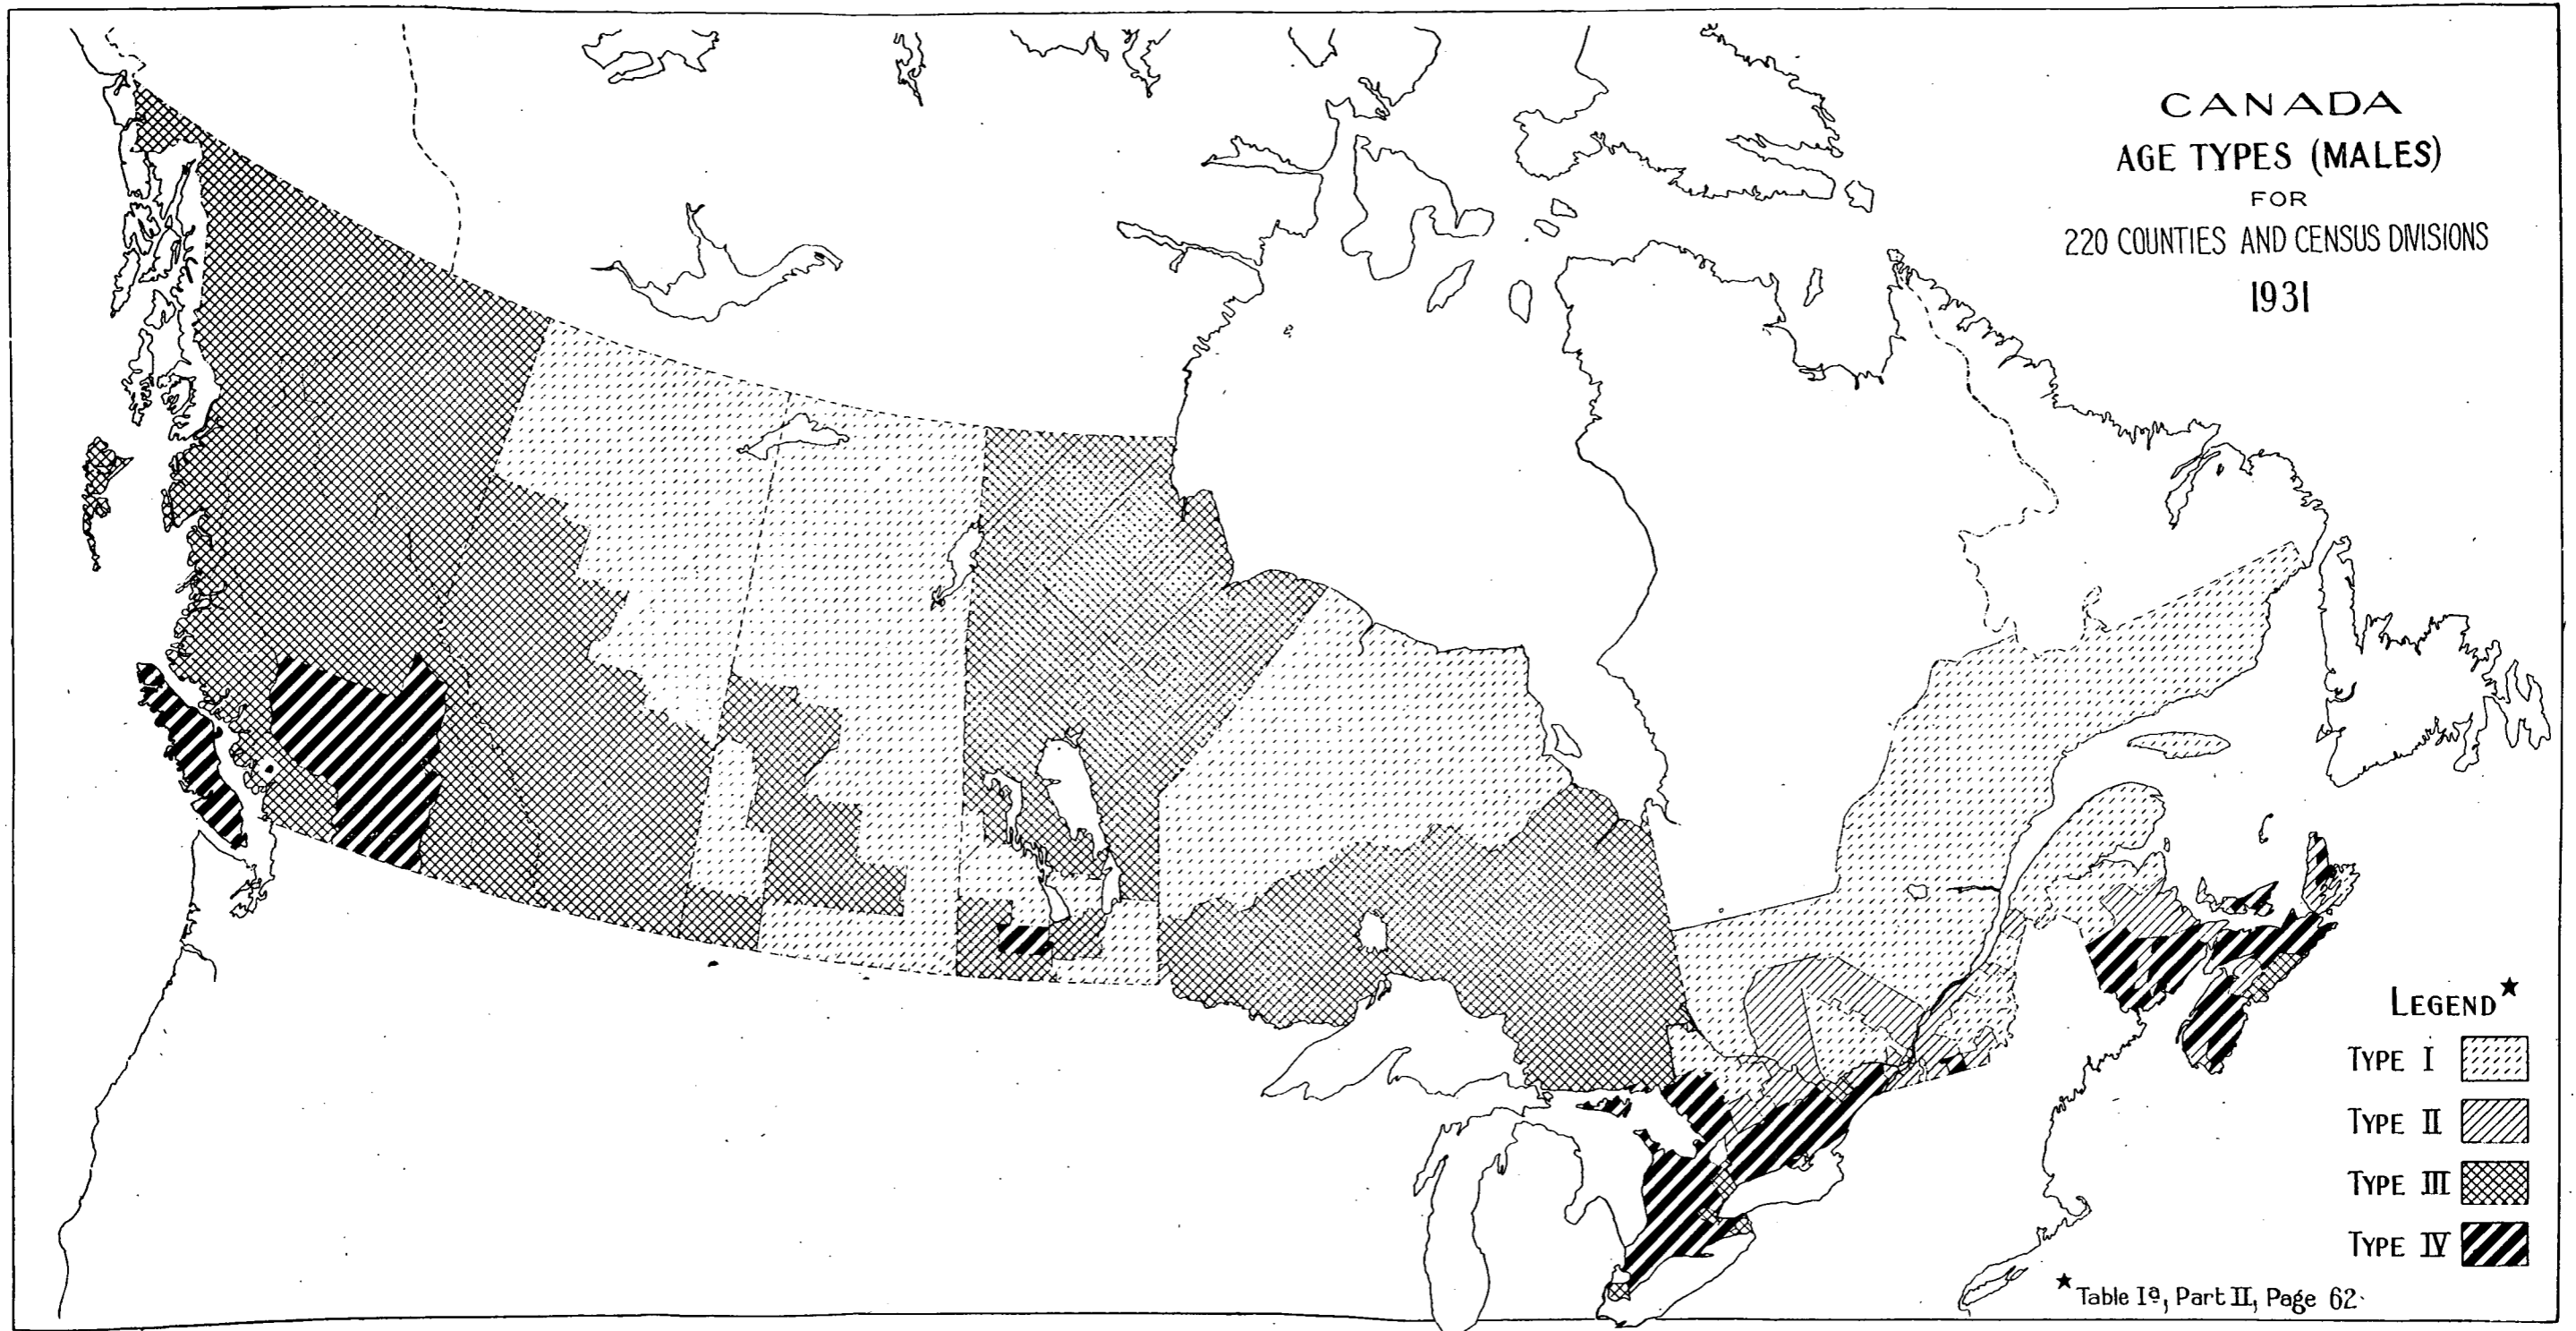 CANADA
AGE TYPES (MALES)
FOR
220 COUNTIES AND CENSUS DIVISIONS
1931
LEGEND★
TYPE I
TYPE II
TYPE III
TYPE IV
★ Table Iª, Part II, Page 62.